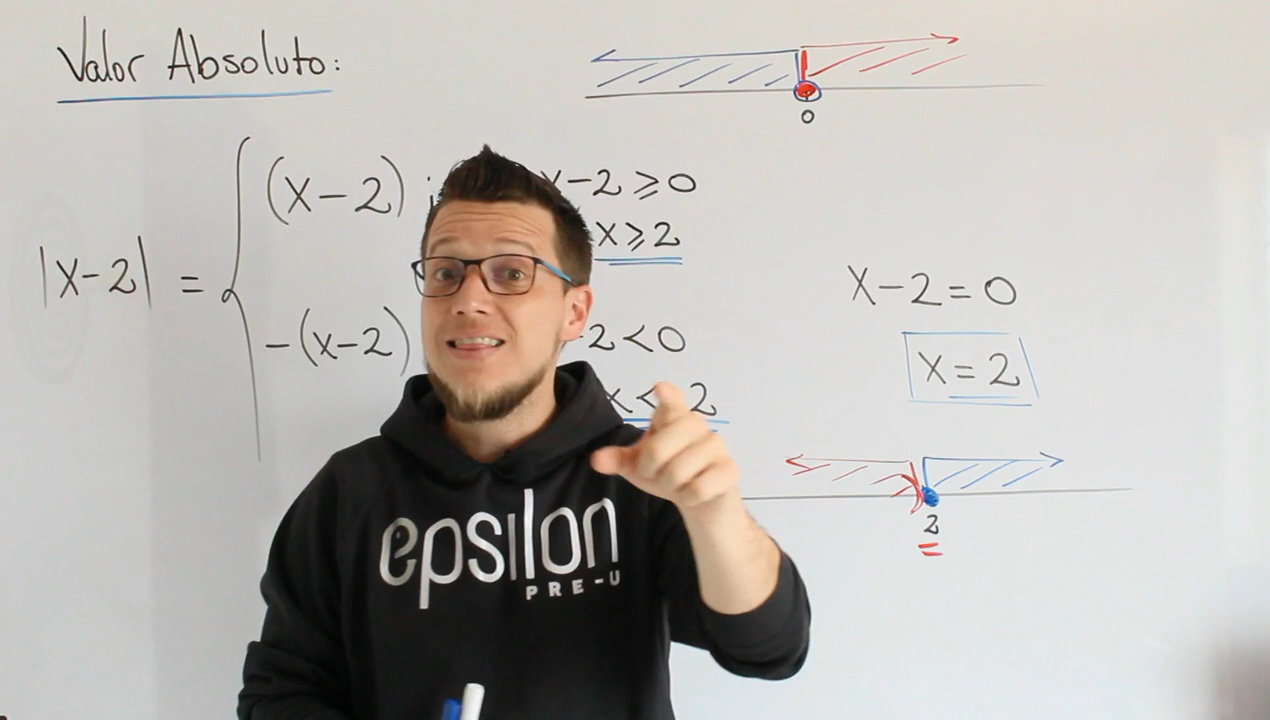 Valor Absoluto:
0
|x-2| =
(x-2)
x-2 ⩾ 0
x ⩾ 2
-(x-2)
-2 < 0
x < 2
x-2=0
x=2
2
epsilon
PRE-U